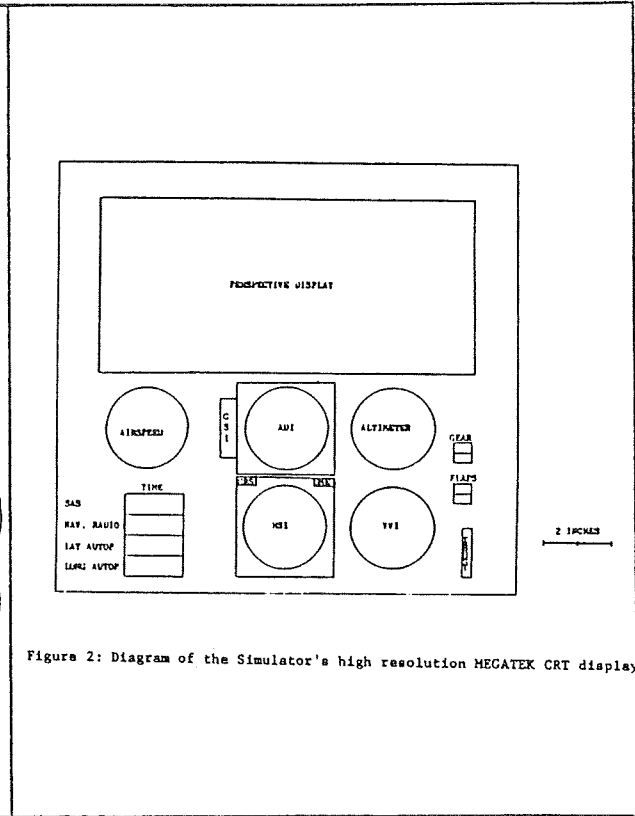 PERSPECTIVE DISPLAY
AIRSPEED
GSI
ADI
ALTIMETER
GEAR
FLAPS
TIME
SAS
NAV. RADIO
LAT AUTOP
LONG AUTOP
HSI
VVI
2 INCHES
Figure 2: Diagram of the Simulator's high resolution MEGATEK CRT display